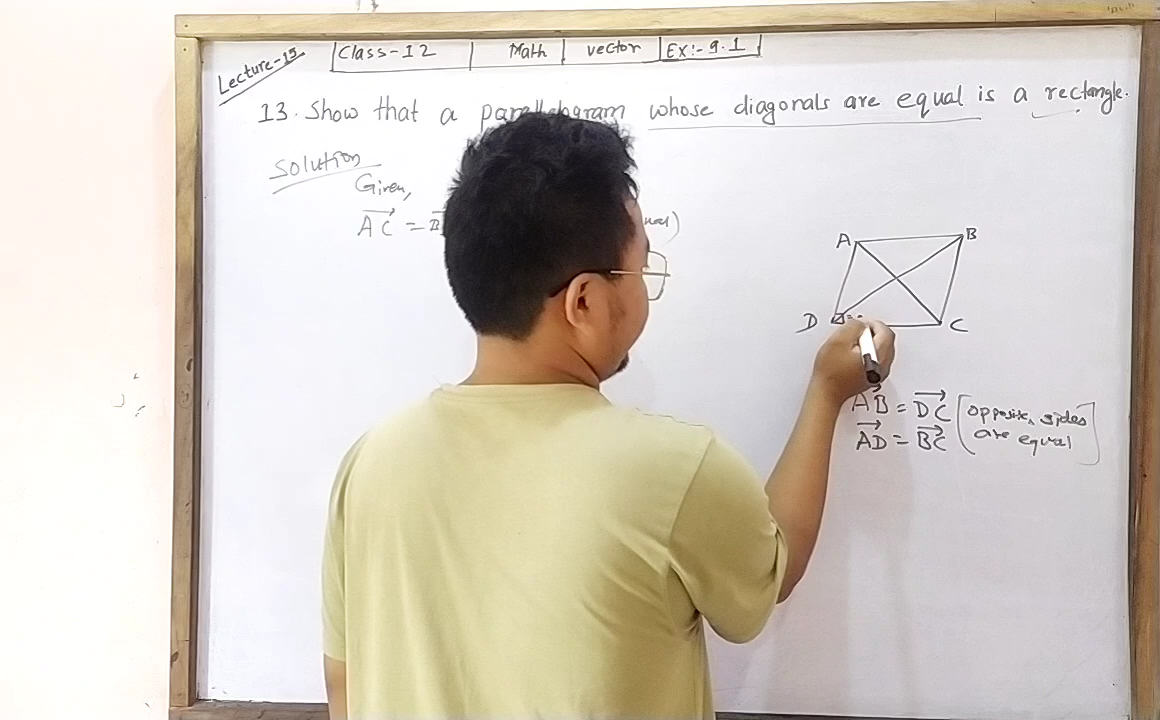 Lecture-15
Class-12 Math vector Ex:- 9.1
13. Show that a parallelogram whose diagonals are equal is a rectangle.
Solution
Given,
AC =
A B
D C
AB = DC [opposite sides
AD = BC are equal]